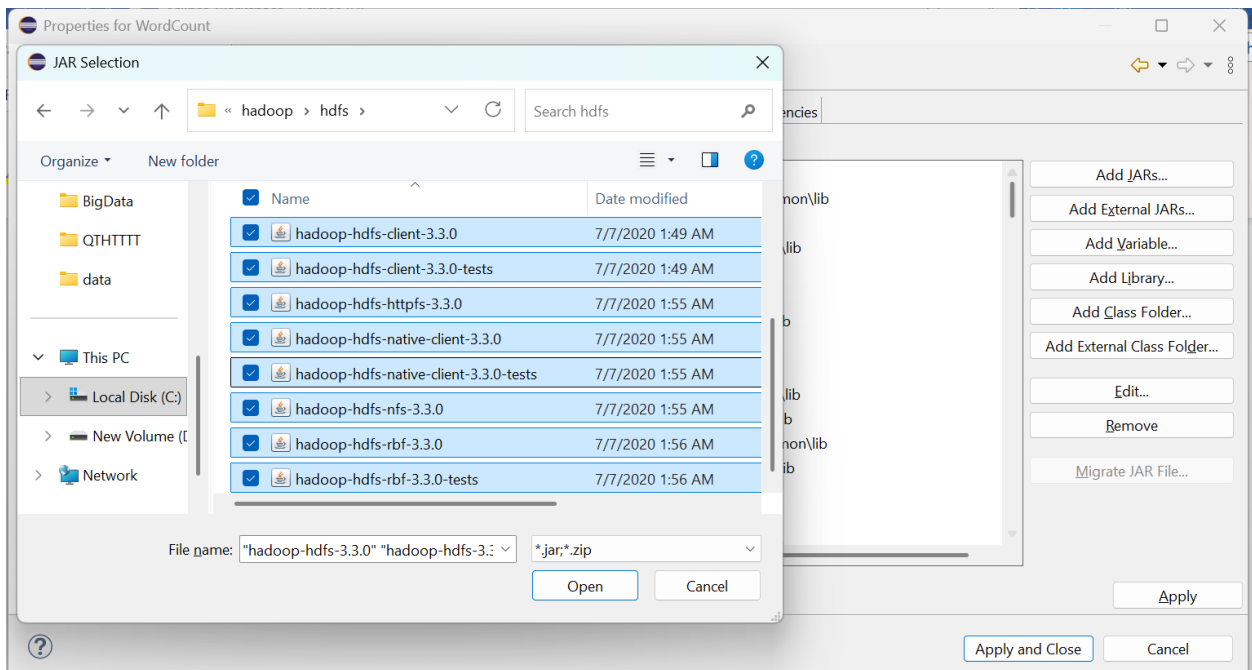 Properties for WordCount
JAR Selection
« hadoop › hdfs ›
Search hdfs
encies
Organize
New folder
Add JARs...
BigData
Name
Date modified
mon\lib
Add External JARs...
QTHTTTT
hadoop-hdfs-client-3.3.0
7/7/2020 1:49 AM
\lib
Add Variable...
hadoop-hdfs-client-3.3.0-tests
7/7/2020 1:49 AM
data
Add Library...
hadoop-hdfs-httpfs-3.3.0
7/7/2020 1:55 AM
b
Add Class Folder...
hadoop-hdfs-native-client-3.3.0
7/7/2020 1:55 AM
Add External Class Folder...
This PC
hadoop-hdfs-native-client-3.3.0-tests
7/7/2020 1:55 AM
Local Disk (C:)
\lib
Edit...
hadoop-hdfs-nfs-3.3.0
7/7/2020 1:55 AM
b
Remove
New Volume (D
hadoop-hdfs-rbf-3.3.0
7/7/2020 1:56 AM
mon\lib
Network
hadoop-hdfs-rbf-3.3.0-tests
7/7/2020 1:56 AM
ib
Migrate JAR File...
File name:
"hadoop-hdfs-3.3.0" "hadoop-hdfs-3.3
*.jar;*.zip
Open
Cancel
Apply
?
Apply and Close
Cancel